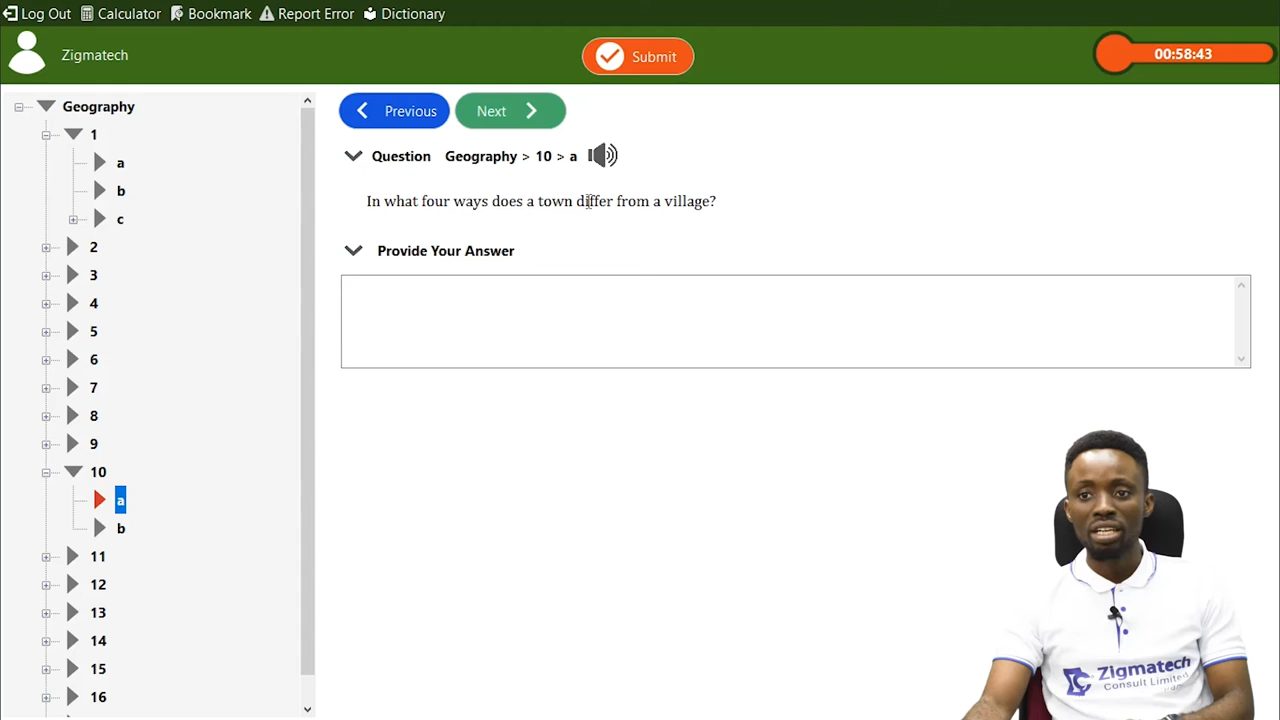 Log Out Calculator Bookmark Report Error Dictionary
Zigmatech
Submit
00:58:43
Geography
1
a
b
c
2
3
4
5
6
7
8
9
10
a
b
11
12
13
14
15
16
Previous Next
Question Geography > 10 > a
In what four ways does a town differ from a village?
Provide Your Answer
Zigmatech
Consult Limited